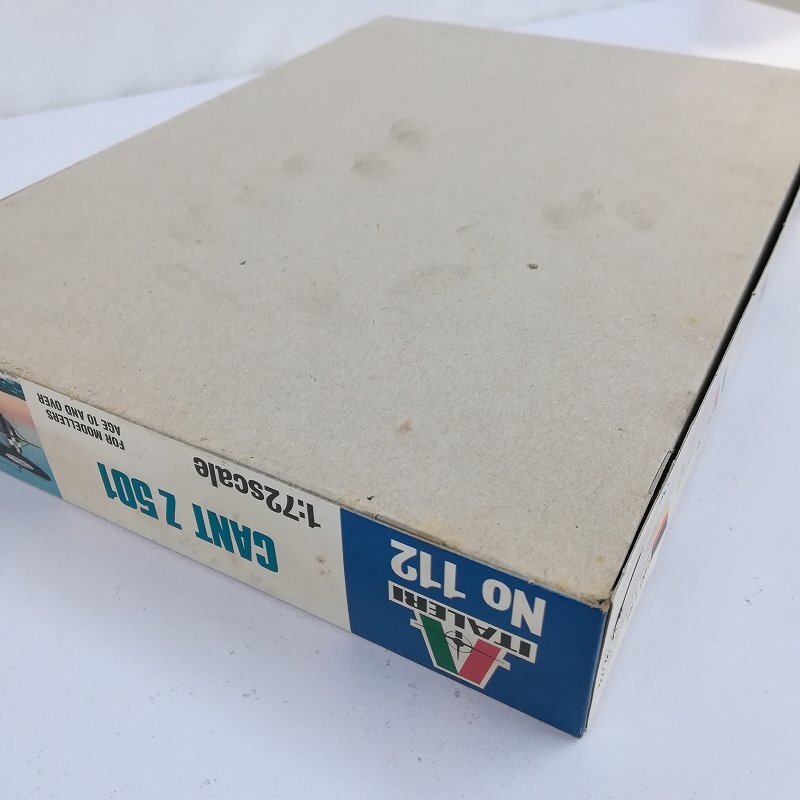 ITALERI
No 112
CANT Z 501
1:72scale
FOR MODELLERS
AGE 10 AND OVER